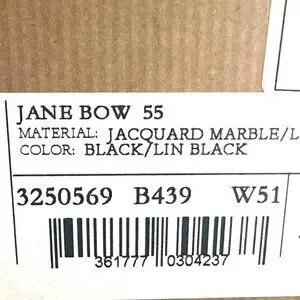 JANE BOW 55
MATERIAL: JACQUARD MARBLE/L
COLOR: BLACK/LIN BLACK
3250569 B439 W51
361777 0304237